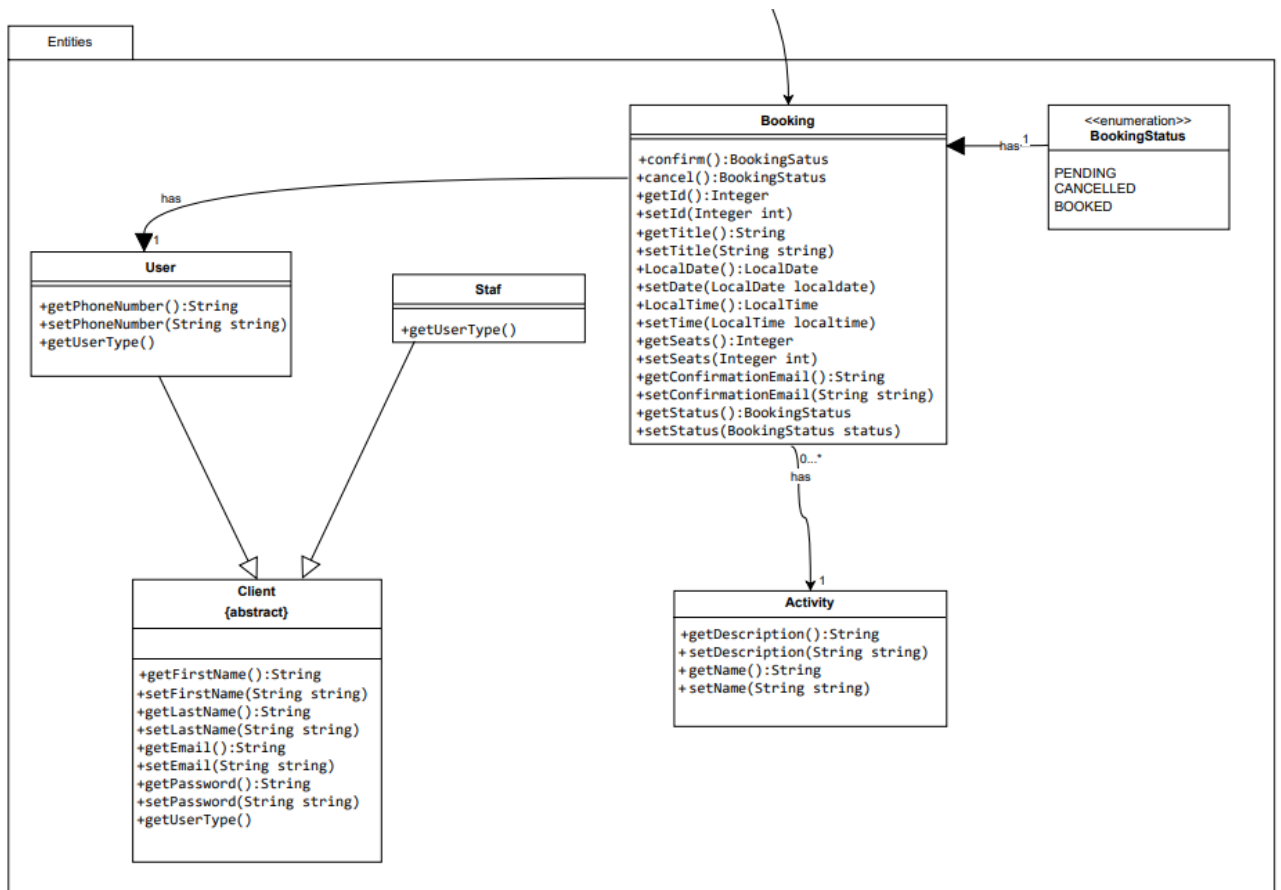 Entities
Booking
+confirm():BookingSatus
+cancel():BookingStatus
+getId():Integer
+setId(Integer int)
+getTitle():String
+setTitle(String string)
+LocalDate():LocalDate
+setDate(LocalDate localdate)
+LocalTime():LocalTime
+setTime(LocalTime localtime)
+getSeats():Integer
+setSeats(Integer int)
+getConfirmationEmail():String
+setConfirmationEmail(String string)
+getStatus():BookingStatus
+setStatus(BookingStatus status)
has
1
<<enumeration>>
BookingStatus
PENDING
CANCELLED
BOOKED
has
1
User
+getPhoneNumber():String
+setPhoneNumber(String string)
+getUserType()
Staf
+getUserType()
0...*
has
1
Client
{abstract}
+getFirstName():String
+setFirstName(String string)
+getLastName():String
+setLastName(String string)
+getEmail():String
+setEmail(String string)
+getPassword():String
+setPassword(String string)
+getUserType()
Activity
+getDescription():String
+setDescription(String string)
+getName():String
+setName(String string)